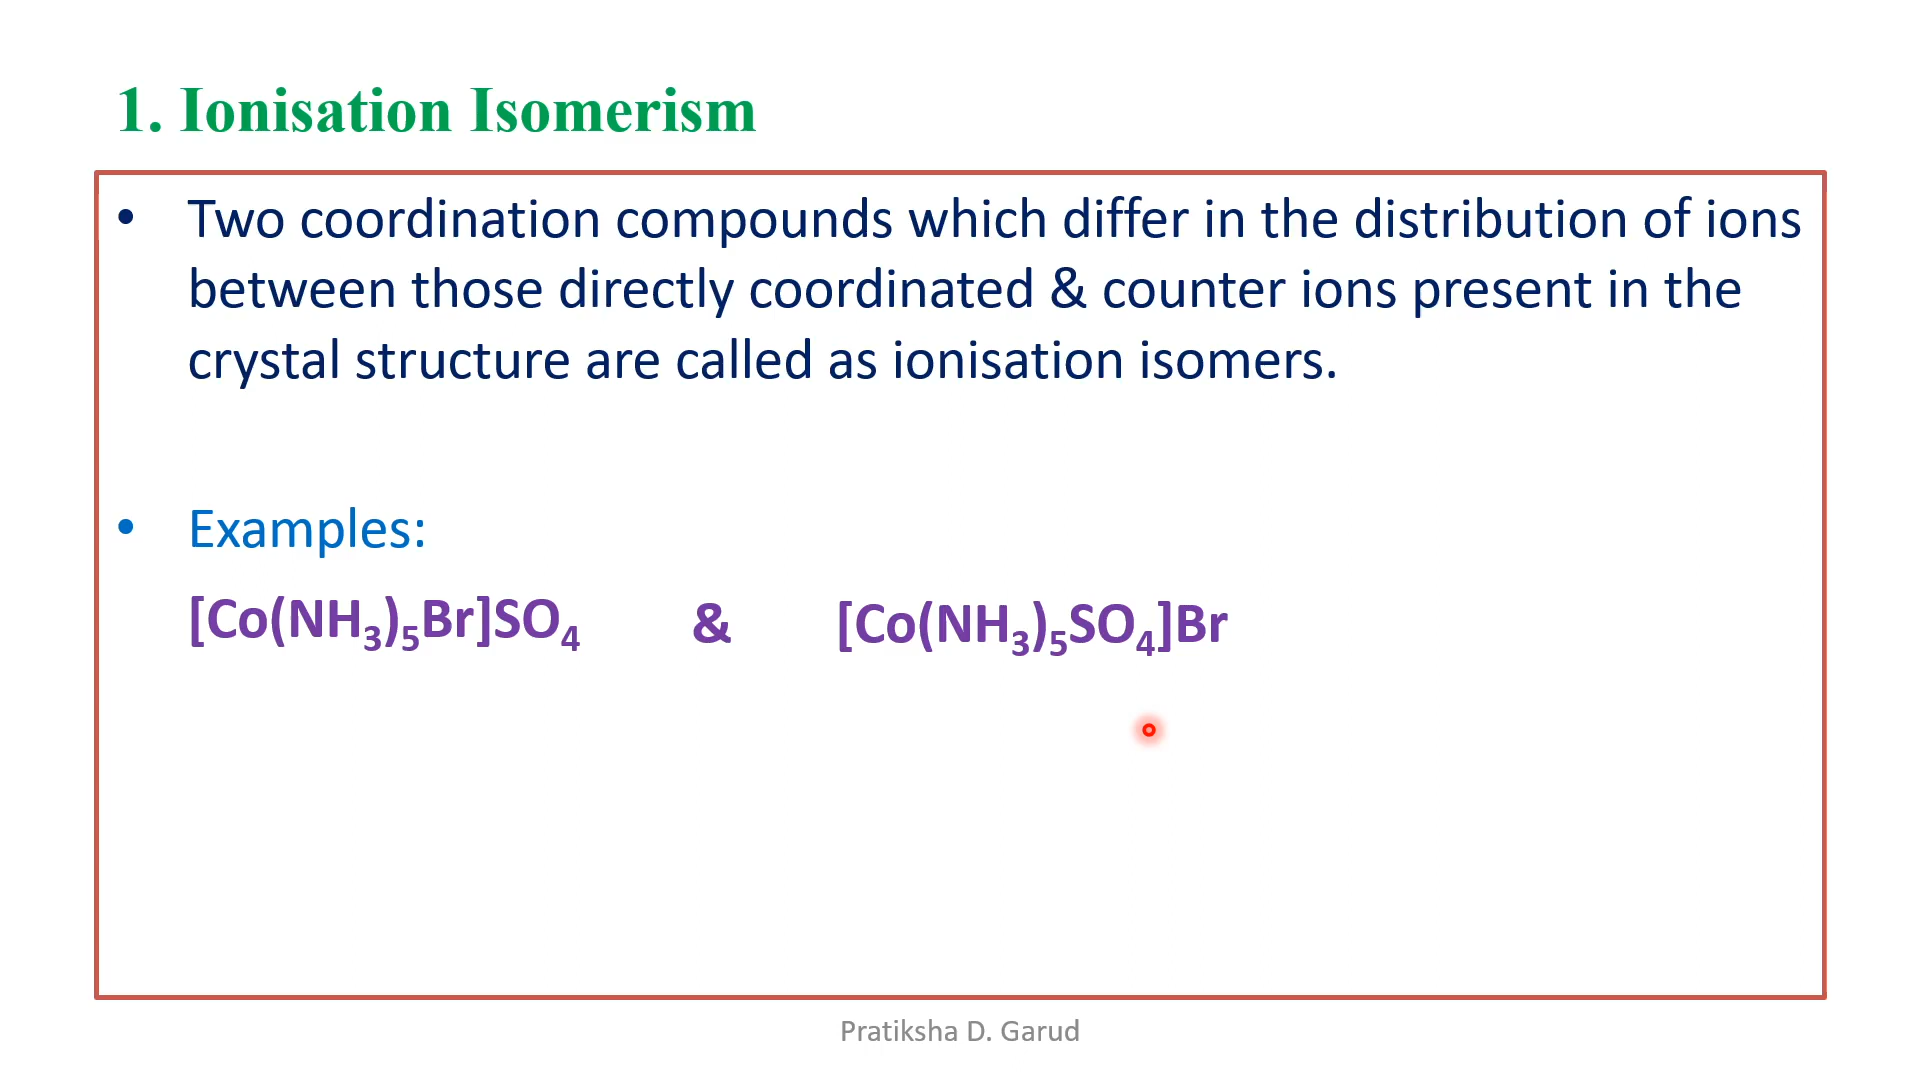 1. Ionisation Isomerism
• Two coordination compounds which differ in the distribution of ions
between those directly coordinated & counter ions present in the
crystal structure are called as ionisation isomers.
• Examples:
[Co(NH₃)₅Br]SO₄ & [Co(NH₃)₅SO₄]Br
Pratiksha D. Garud